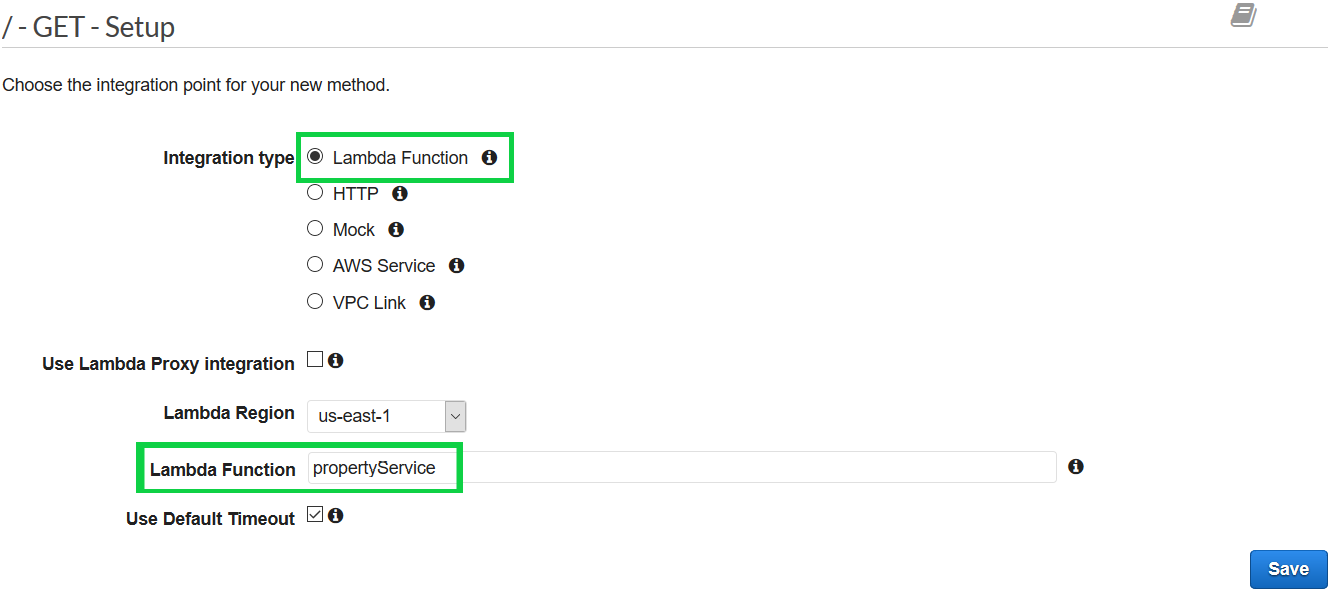 / - GET - Setup
Choose the integration point for your new method.
Integration type Lambda Function
HTTP
Mock
AWS Service
VPC Link
Use Lambda Proxy integration
Lambda Region us-east-1
Lambda Function propertyService
Use Default Timeout
Save